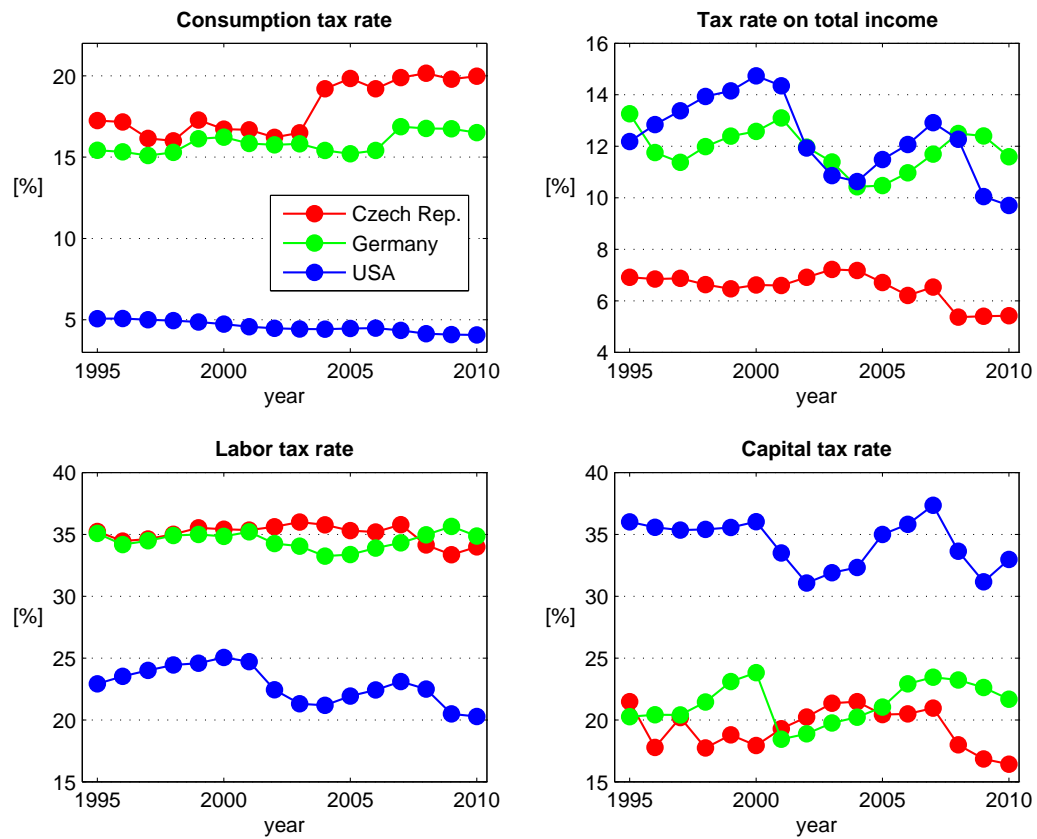 Consumption tax rate
20
15
10
5
[%]
Czech Rep.
Germany
USA
1995 2000 2005 2010
year
Tax rate on total income
16
14
12
10
8
6
4
[%]
1995 2000 2005 2010
year
Labor tax rate
40
35
30
25
20
15
[%]
1995 2000 2005 2010
year
Capital tax rate
40
35
30
25
20
15
[%]
1995 2000 2005 2010
year